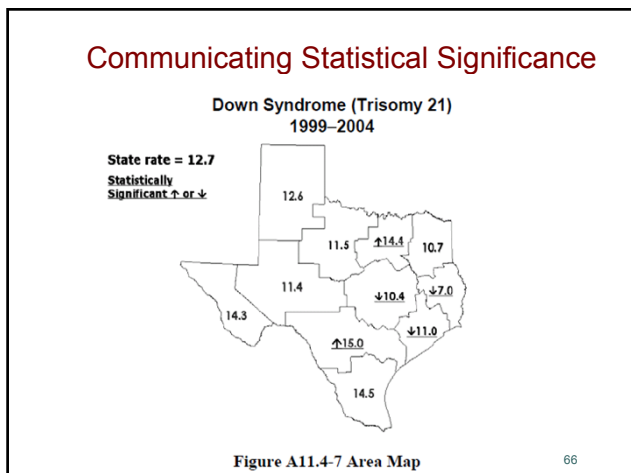 Communicating Statistical Significance
Down Syndrome (Trisomy 21)
1999–2004
State rate = 12.7
Statistically
Significant ↑ or ↓
12.6
11.5
↑14.4
10.7
11.4
↓10.4
↓7.0
14.3
↓11.0
↑15.0
14.5
Figure A11.4-7 Area Map
66